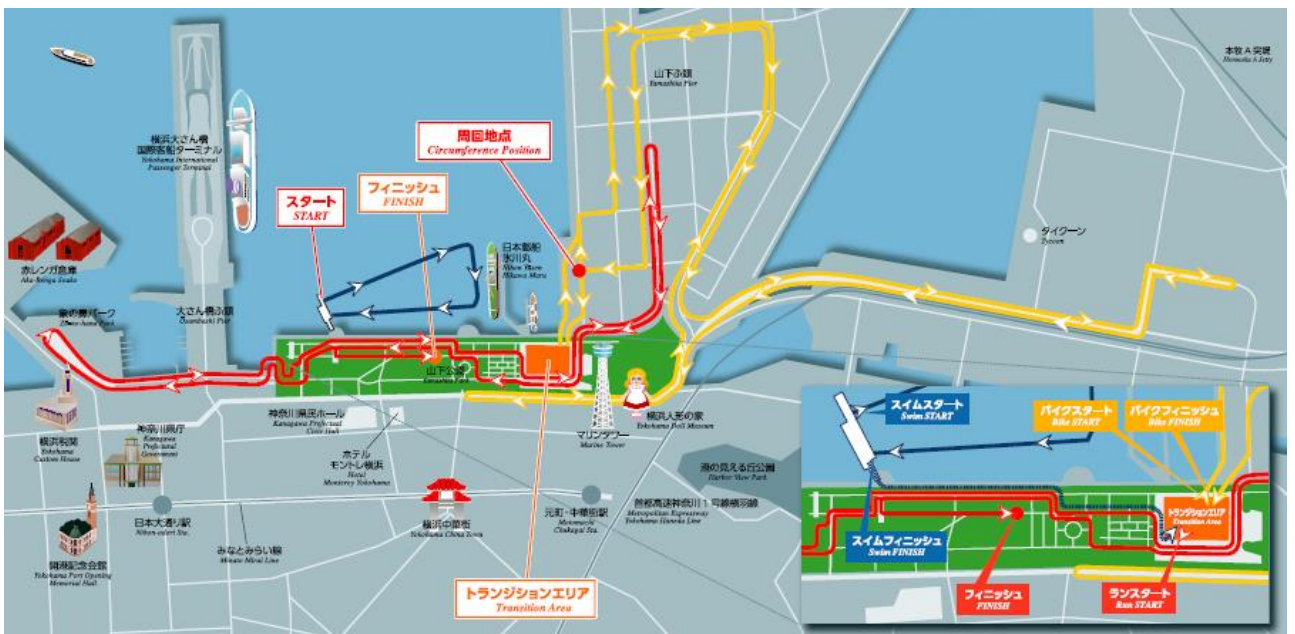 本牧A突堤
山下ふ頭
Yamashita Pier
周回地点
Circumference Position
横浜大さん橋
国際客船ターミナル
Yokohama International
Passenger Terminal
フィニッシュ
FINISH
スタート
START
日本郵船
氷川丸
Hikawa Maru
タイクーン
Tycoon
赤レンガ倉庫
Aka-Renga Souko
象の鼻パーク
大さん橋ふ頭
Oosanbashi Pier
山下公園
Yamashita Park
スイムスタート
Swim START
バイクスタート
Bike START
バイクフィニッシュ
Bike FINISH
神奈川県民ホール
Kanagawa Prefectual
Civic Hall
マリンタワー
Marine Tower
横浜人形の家
Yokohama Doll Museum
横浜税関
Yokohama
Custom House
神奈川県庁
Kanagawa
Prefectural
Government
ホテル
モントレ横浜
Hotel
Monterey Yokohama
港の見える丘公園
Harbor View Park
トランジションエリア
Transition Area
首都高速神奈川1号線横羽線
Metropolitan Expressway
Yokohama Haneda Line
日本大通り駅
Nihon-odori Sta.
横浜中華街
Yokohama China Town
元町・中華街駅
Motomachi
Chukagai Sta.
スイムフィニッシュ
Swim FINISH
みなとみらい線
Minato Mirai Line
開港記念会館
Yokohama Port Opening
Memorial Hall
トランジションエリア
Transition Area
フィニッシュ
FINISH
ランスタート
Run START